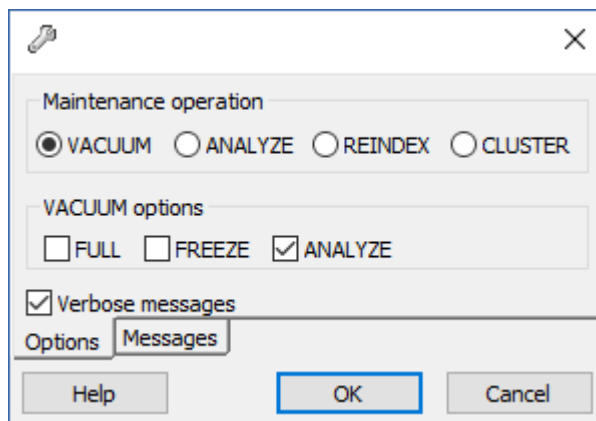 Maintenance operation
VACUUM ANALYZE REINDEX CLUSTER
VACUUM options
FULL FREEZE ANALYZE
Verbose messages
Options Messages
Help OK Cancel